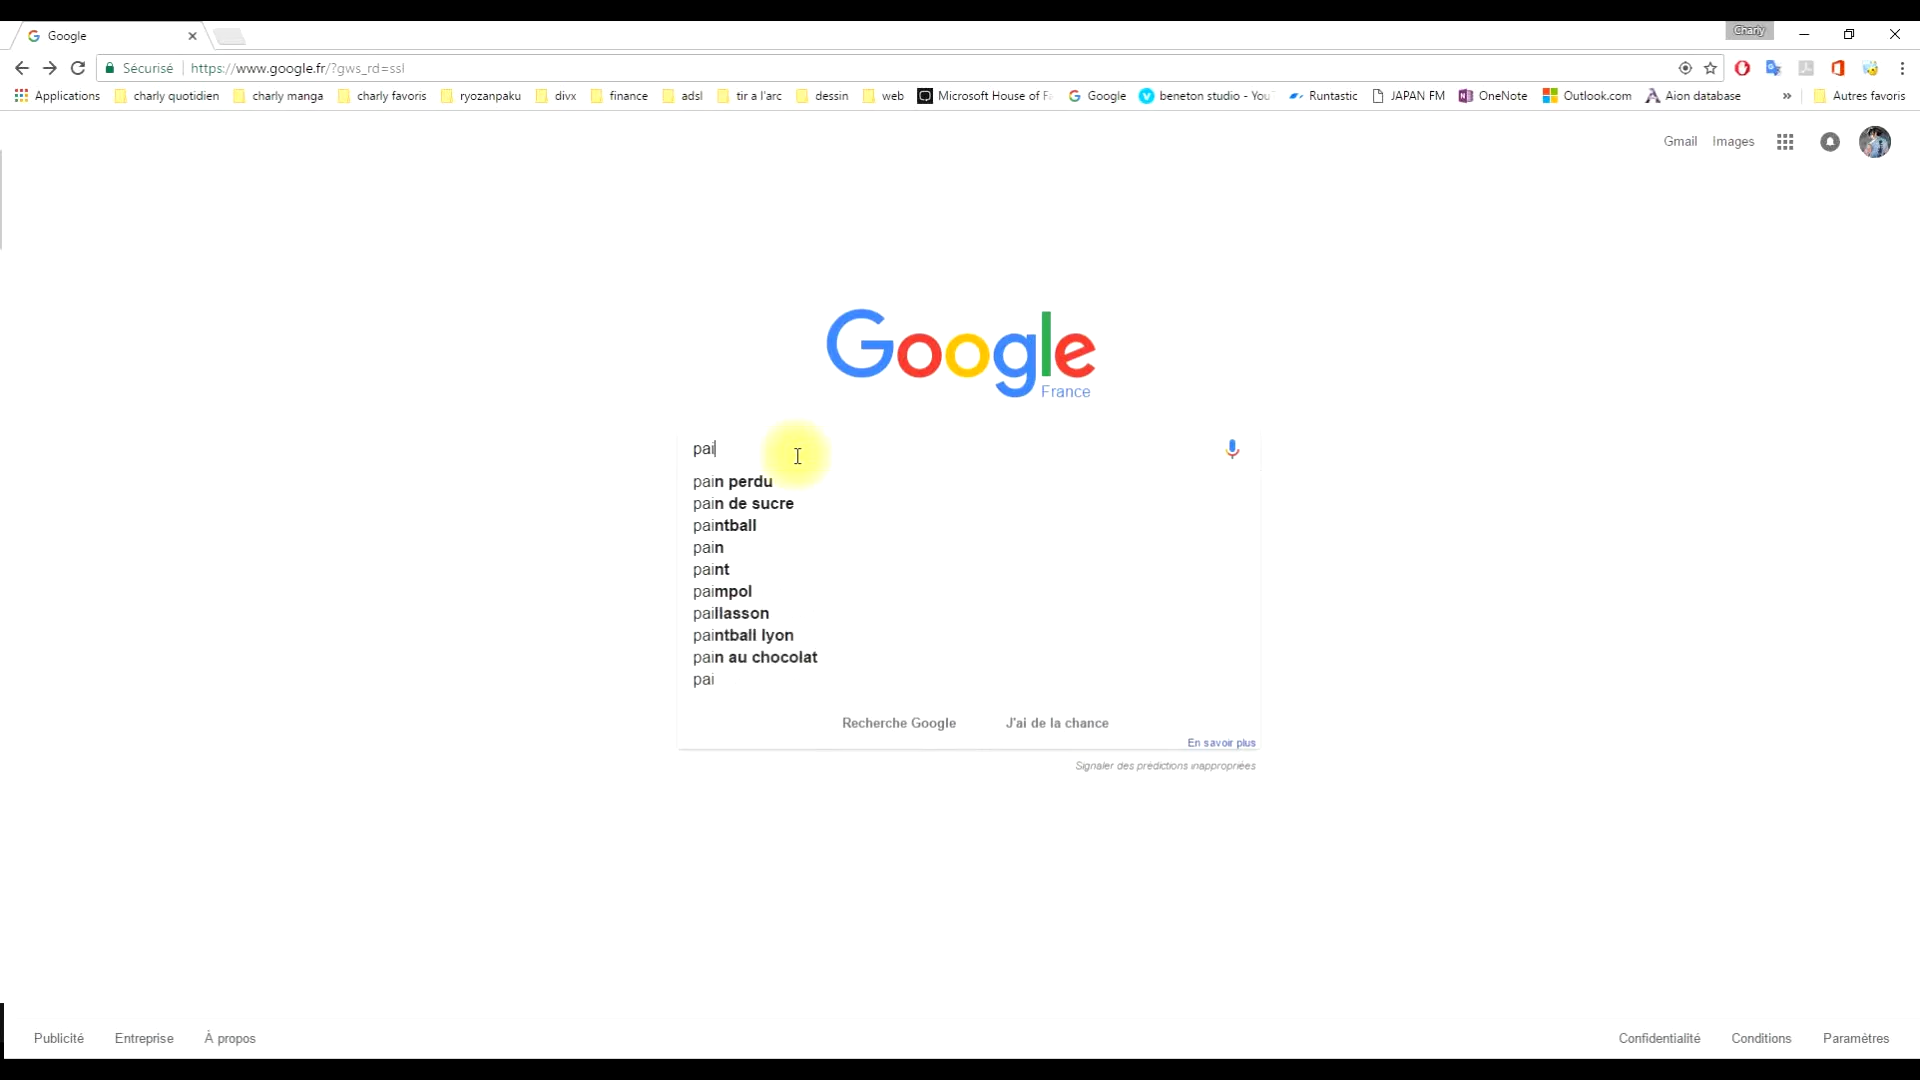 Google
Charly
Sécurisé https://www.google.fr/?gws_rd=ssl
Applications charly quotidien charly manga charly favoris ryozanpaku divx finance adsl tir a l'arc dessin web Microsoft House of Google beneton studio - You Runtastic JAPAN FM OneNote Outlook.com Aion database » Autres favoris
Gmail Images
Google
France
pai
pain perdu
pain de sucre
paintball
pain
paint
paimpol
paillasson
paintball lyon
pain au chocolat
pai
Recherche Google J'ai de la chance
En savoir plus
Signaler des prédictions inappropriées
Publicité Entreprise À propos Confidentialité Conditions Paramètres